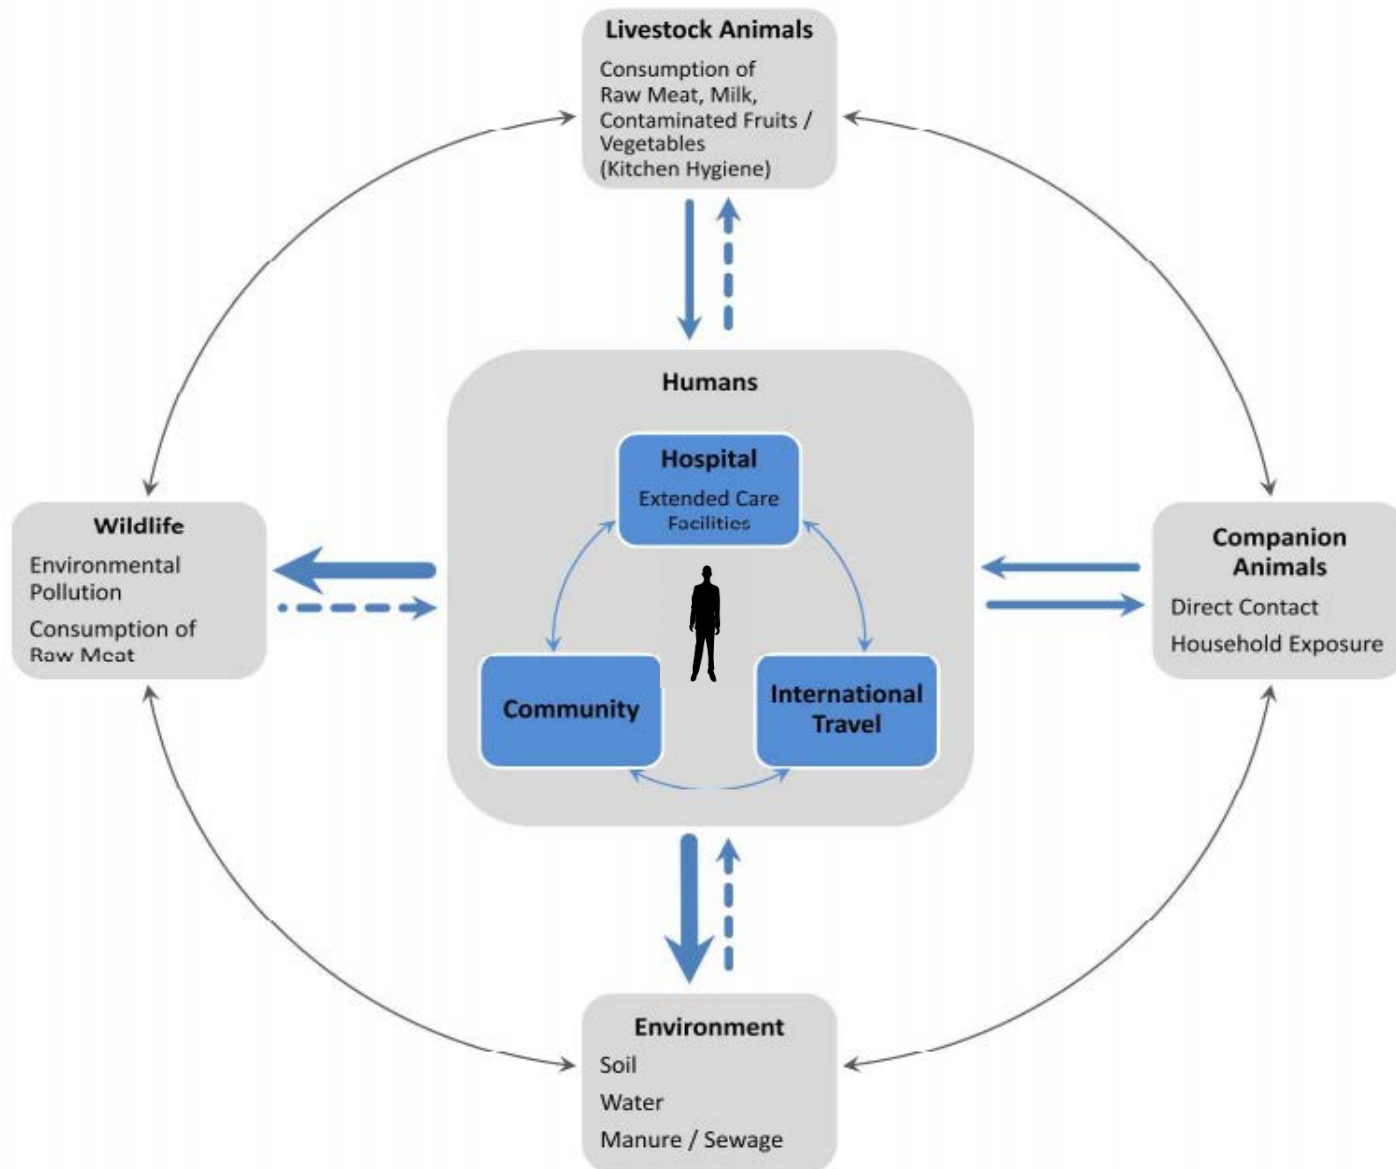 Livestock Animals
Consumption of
Raw Meat, Milk,
Contaminated Fruits /
Vegetables
(Kitchen Hygiene)
Humans
Hospital
Extended Care
Facilities
Wildlife
Environmental
Pollution
Consumption of
Raw Meat
Companion
Animals
Direct Contact
Household Exposure
Community
International
Travel
Environment
Soil
Water
Manure / Sewage